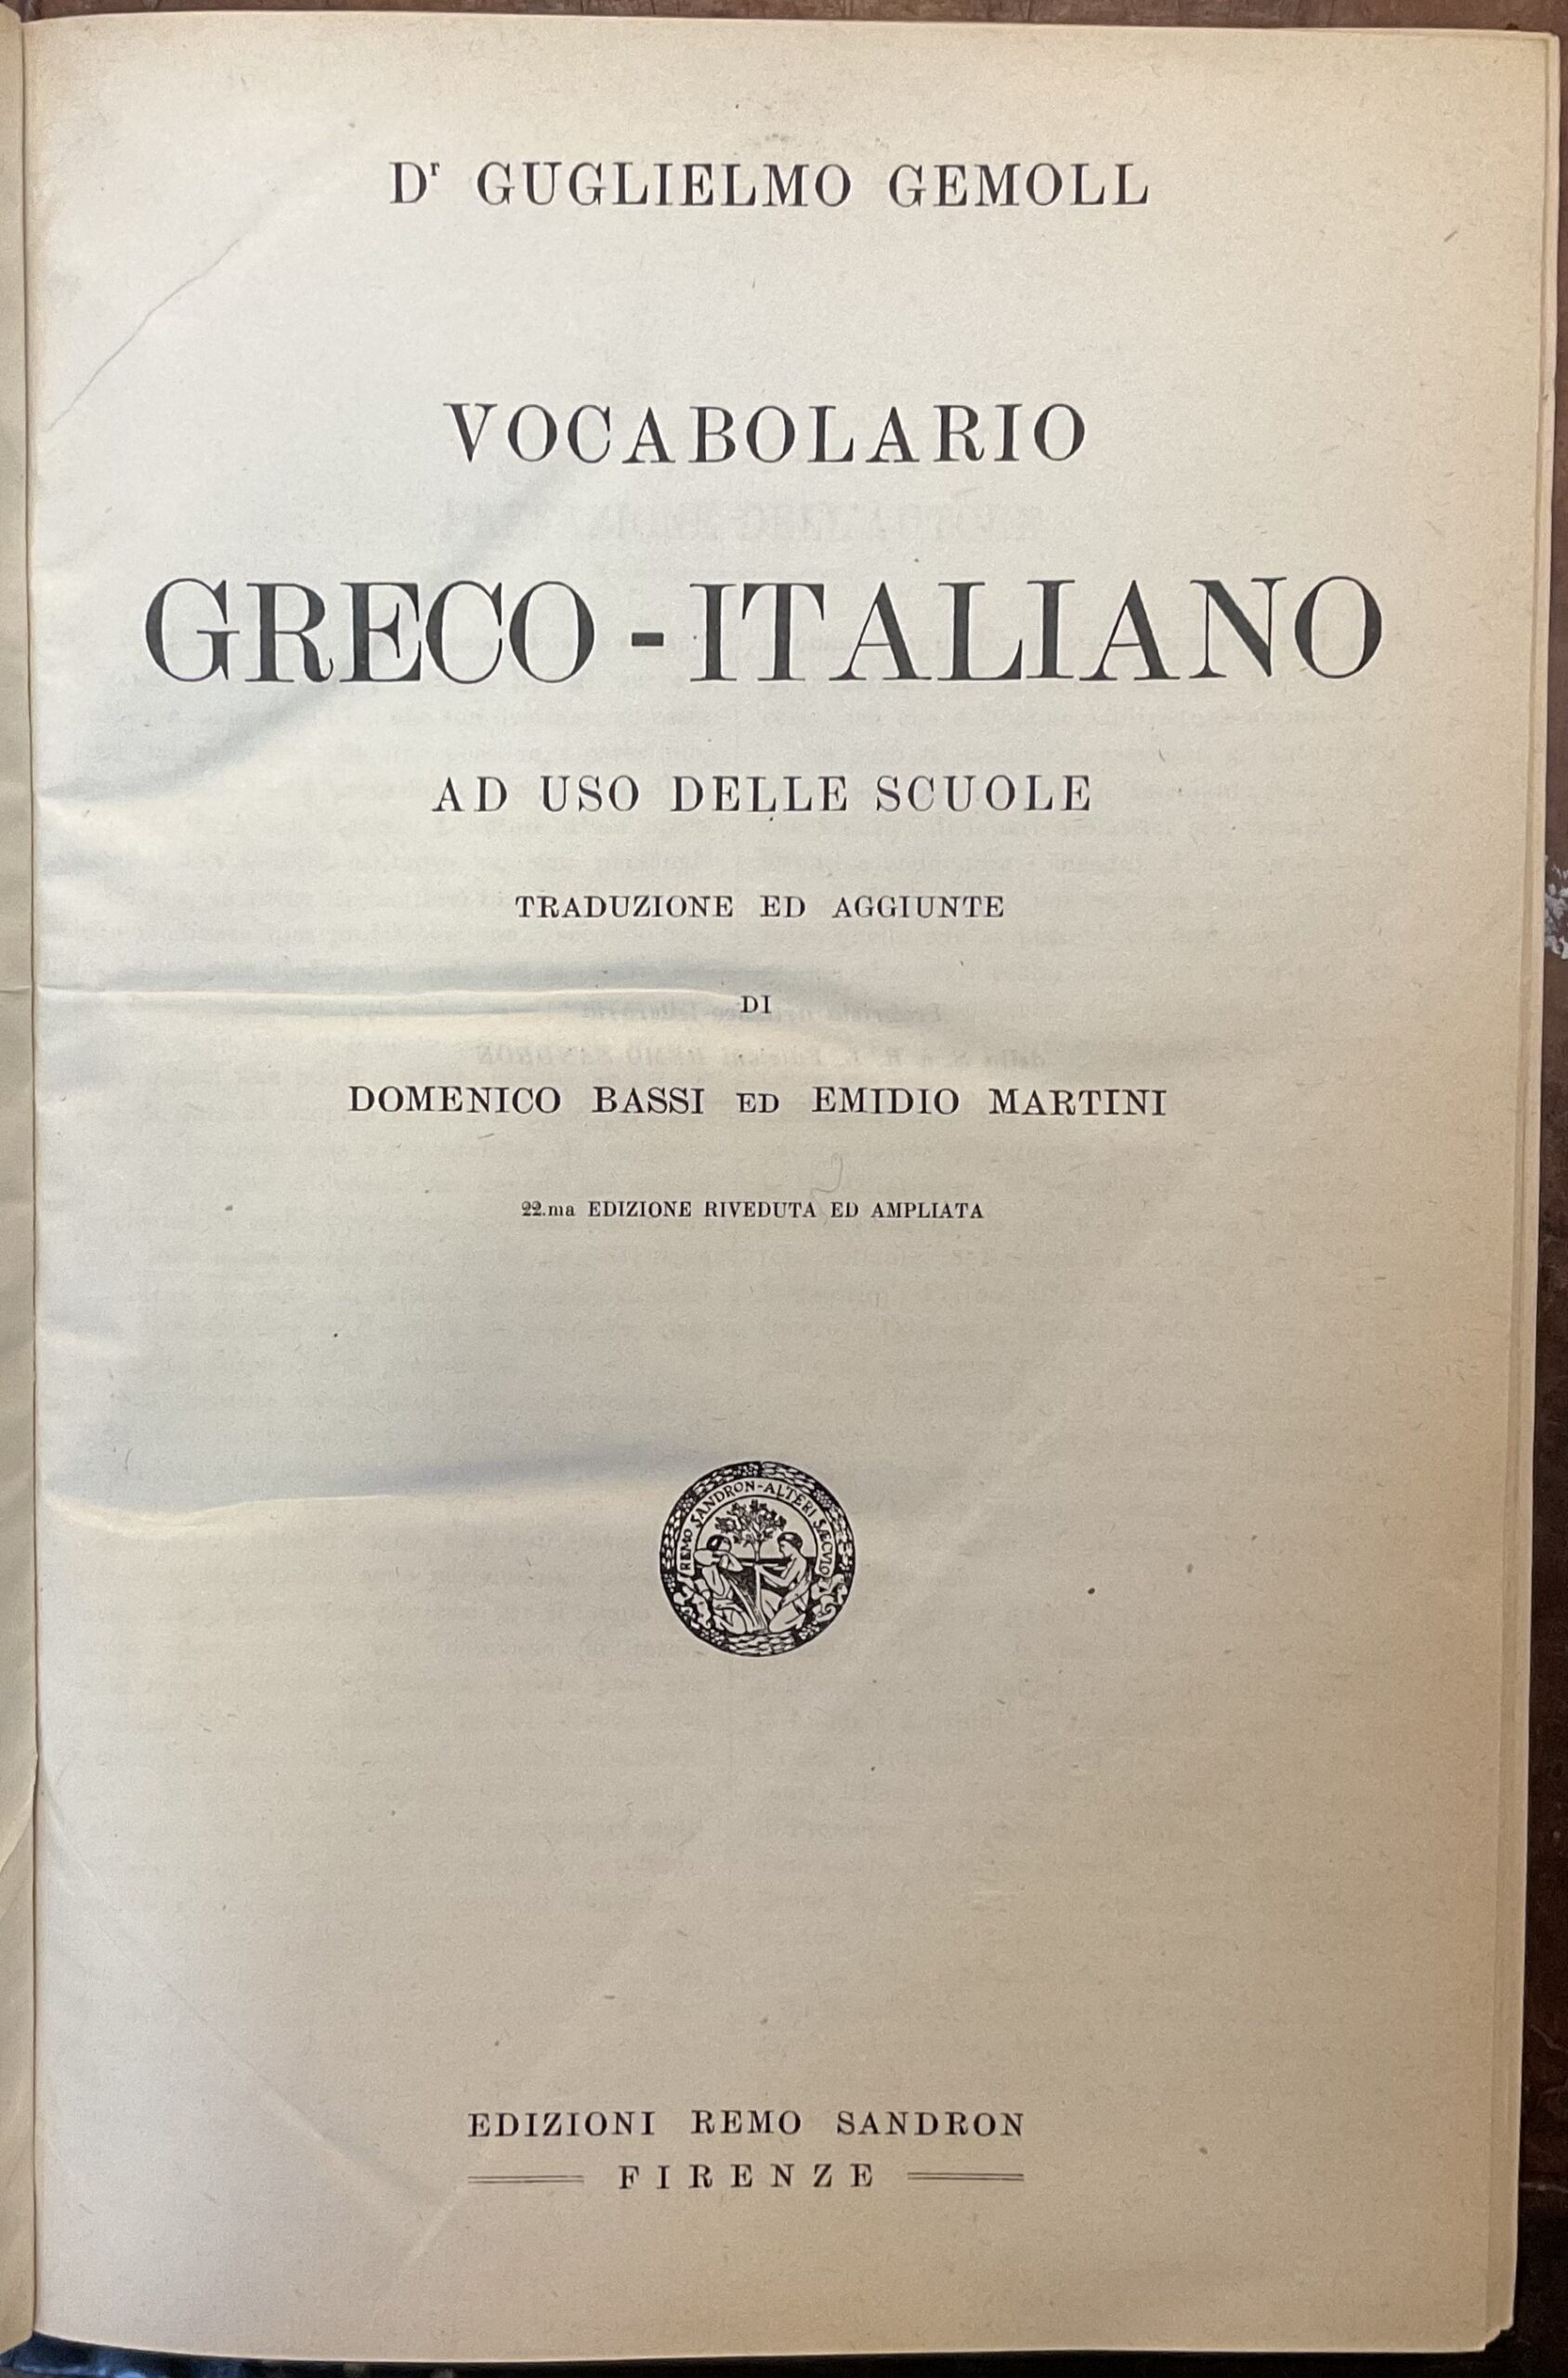 Dr GUGLIELMO GEMOLL
VOCABOLARIO
GRECO - ITALIANO
AD USO DELLE SCUOLE
TRADUZIONE ED AGGIUNTE
DI
DOMENICO BASSI ED EMIDIO MARTINI
22.ma EDIZIONE RIVEDUTA ED AMPLIATA
REMO SANDRON-ALTERI SÆCVLO
EDIZIONI REMO SANDRON
FIRENZE